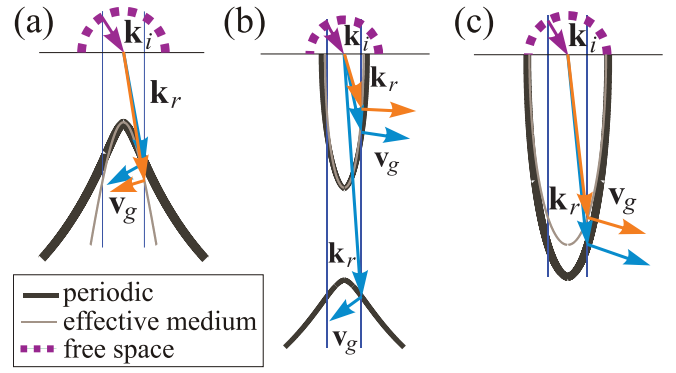 (a)
k_i
k_r
v_g
(b)
k_i
k_r
v_g
k_r
v_g
(c)
k_i
k_r
v_g
periodic
effective medium
free space